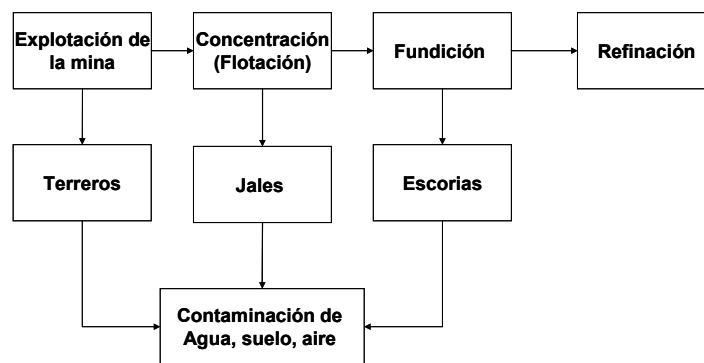 Explotación de
la mina
Concentración
(Flotación)
Fundición
Refinación
Terreros
Jales
Escorias
Contaminación de
Agua, suelo, aire